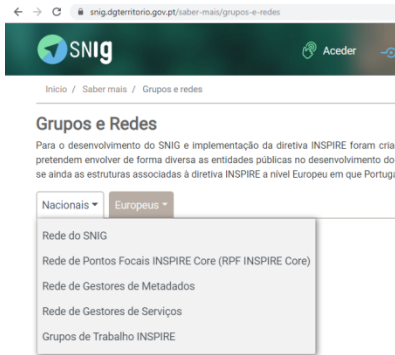 snig.dgterritorio.gov.pt/saber-mais/grupos-e-redes
SNIG
Aceder
Início / Saber mais / Grupos e redes
Grupos e Redes
Para o desenvolvimento do SNIG e implementação da diretiva INSPIRE foram cria
pretendem envolver de forma diversa as entidades públicas no desenvolvimento do
se ainda as estruturas associadas à diretiva INSPIRE a nível Europeu em que Portuga
Nacionais Europeus
Rede do SNIG
Rede de Pontos Focais INSPIRE Core (RPF INSPIRE Core)
Rede de Gestores de Metadados
Rede de Gestores de Serviços
Grupos de Trabalho INSPIRE